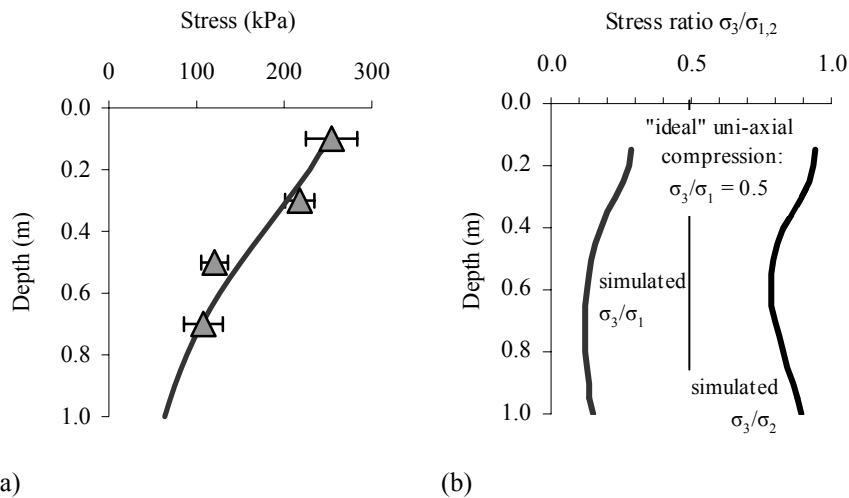 Stress (kPa)
0 100 200 300
0.0
0.2
0.4
0.6
0.8
1.0
Depth (m)
a)
Stress ratio σ3/σ1,2
0.0 0.5 1.0
0.0
0.2
0.4
0.6
0.8
1.0
Depth (m)
"ideal" uni-axial
compression:
σ3/σ1 = 0.5
simulated
σ3/σ1
simulated
σ3/σ2
(b)